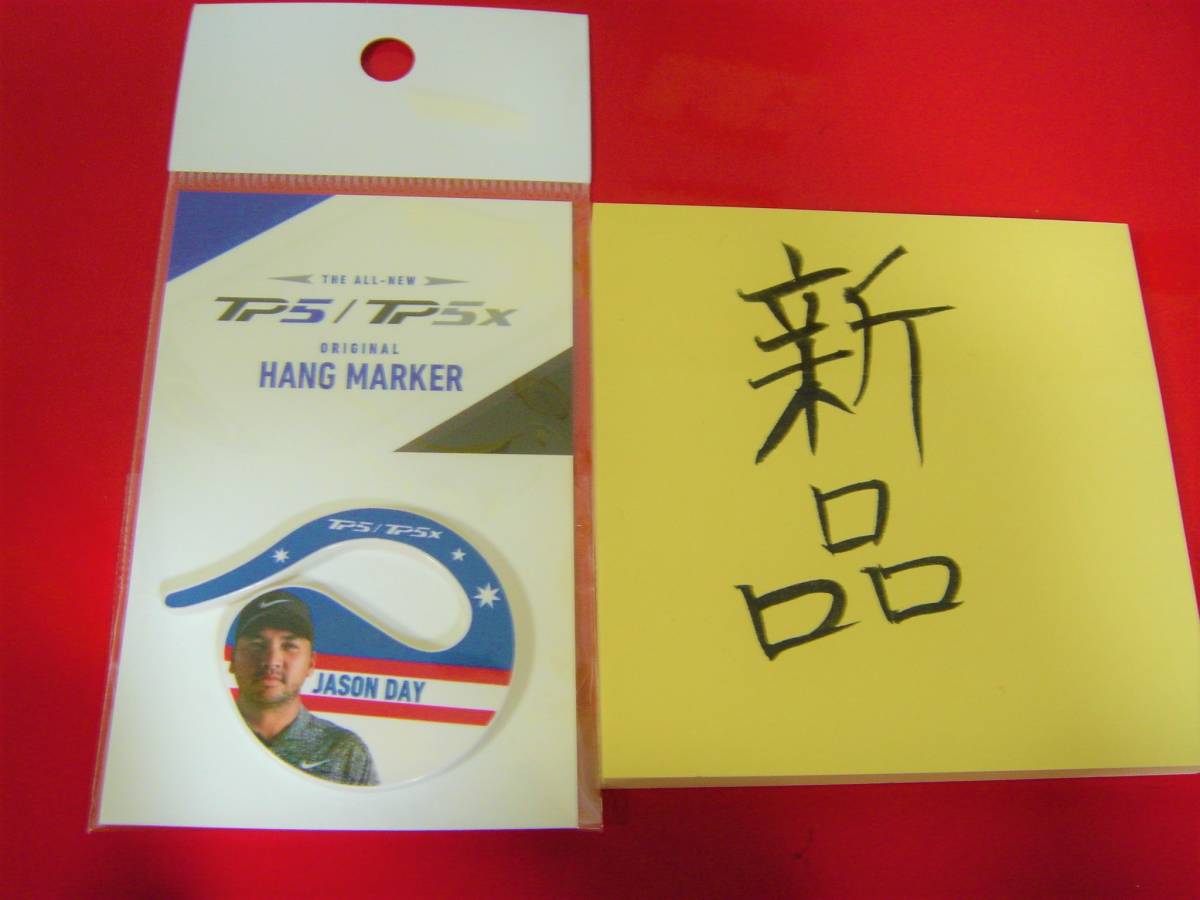 THE ALL-NEW
TP5/TP5x
ORIGINAL
HANG MARKER
TP5/TP5x
JASON DAY
新
品